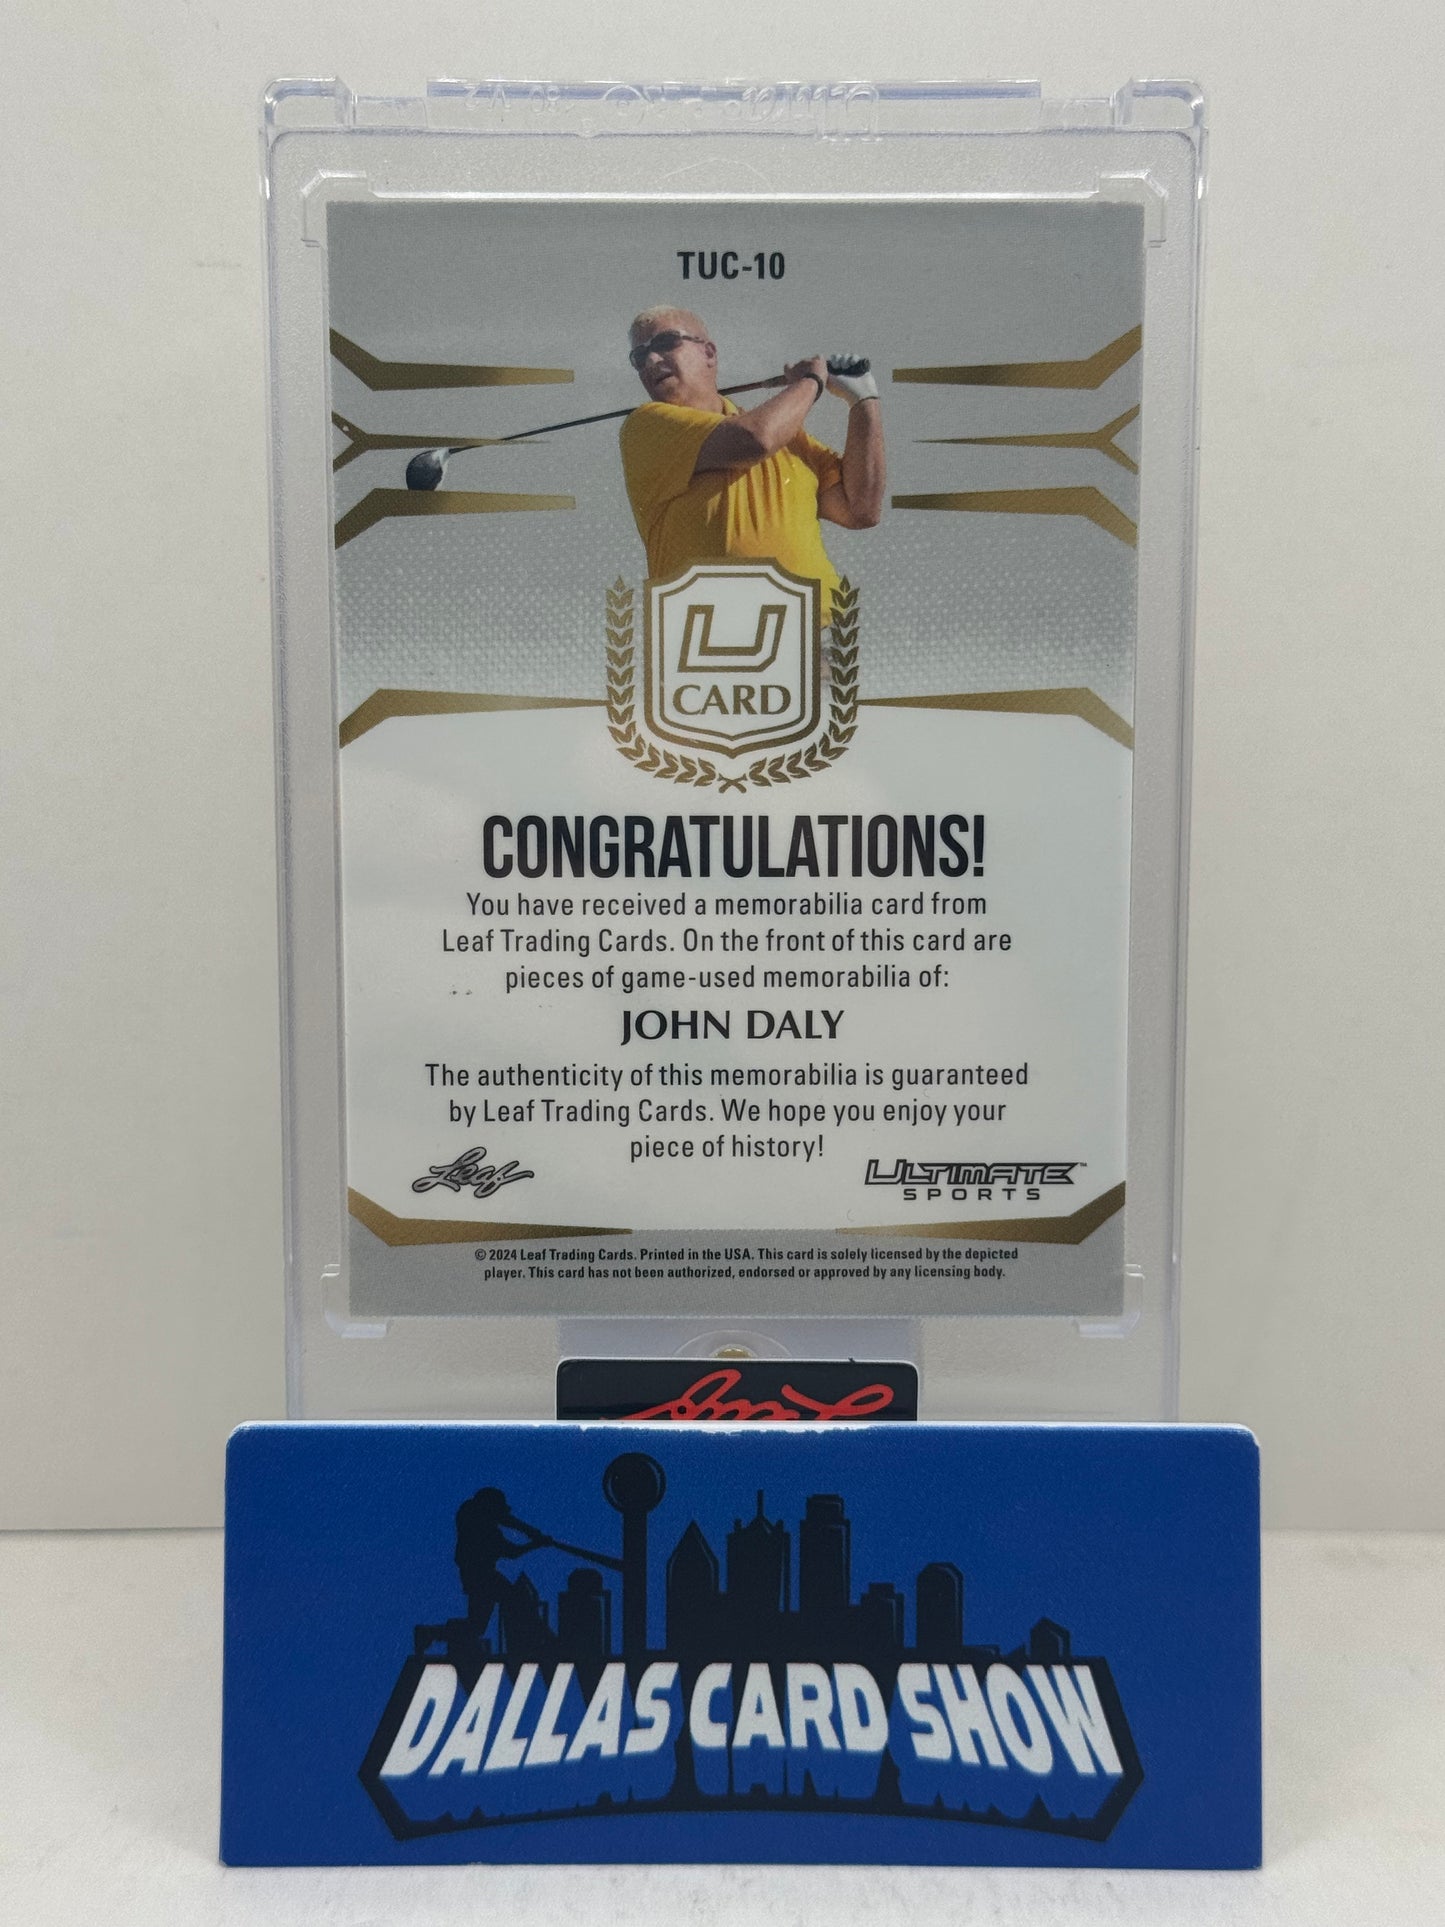 TUC-10
U
CARD
CONGRATULATIONS!
You have received a memorabilia card from
Leaf Trading Cards. On the front of this card are
pieces of game-used memorabilia of:
JOHN DALY
The authenticity of this memorabilia is guaranteed
by Leaf Trading Cards. We hope you enjoy your
piece of history!
Leaf
ULTIMATE™
SPORTS
© 2024 Leaf Trading Cards. Printed in the USA. This card is solely licensed by the depicted
player. This card has not been authorized, endorsed or approved by any licensing body.
Leaf
DALLAS CARD SHOW